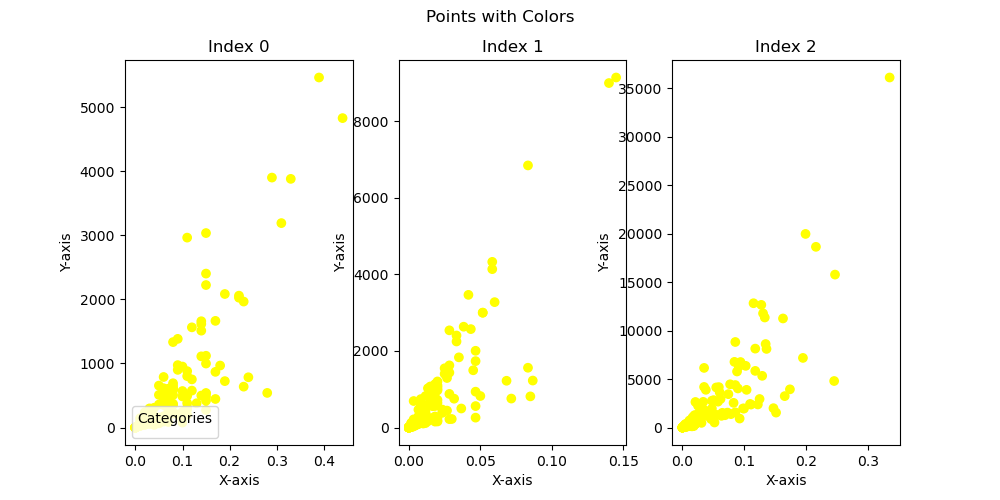 Points with Colors
Index 0
Y-axis
5000
4000
3000
2000
1000
0
Categories
0.0 0.1 0.2 0.3 0.4
X-axis
Index 1
Y-axis
8000
6000
4000
2000
0
0.00 0.05 0.10 0.15
X-axis
Index 2
Y-axis
35000
30000
25000
20000
15000
10000
5000
0
0.0 0.1 0.2 0.3
X-axis